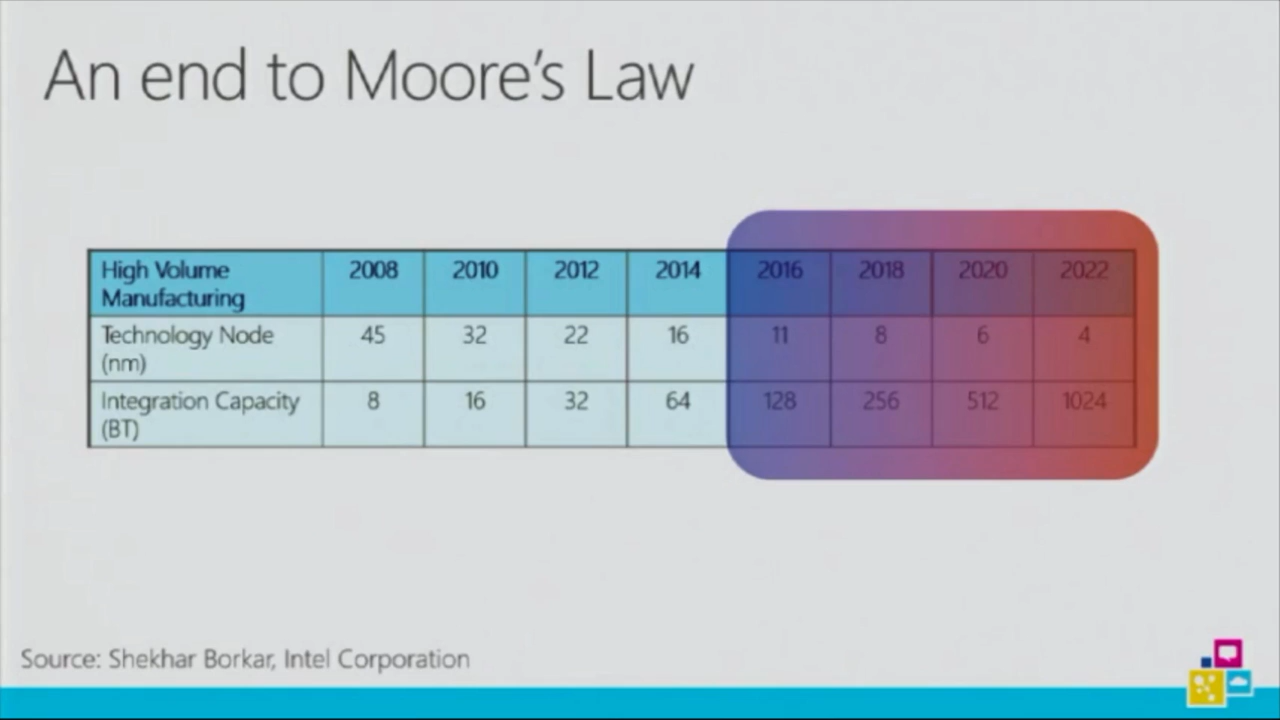 An end to Moore's Law
High Volume Manufacturing 2008 2010 2012 2014 2016 2018 2020 2022
Technology Node (nm) 45 32 22 16 11 8 6 4
Integration Capacity (BT) 8 16 32 64 128 256 512 1024
Source: Shekhar Borkar, Intel Corporation